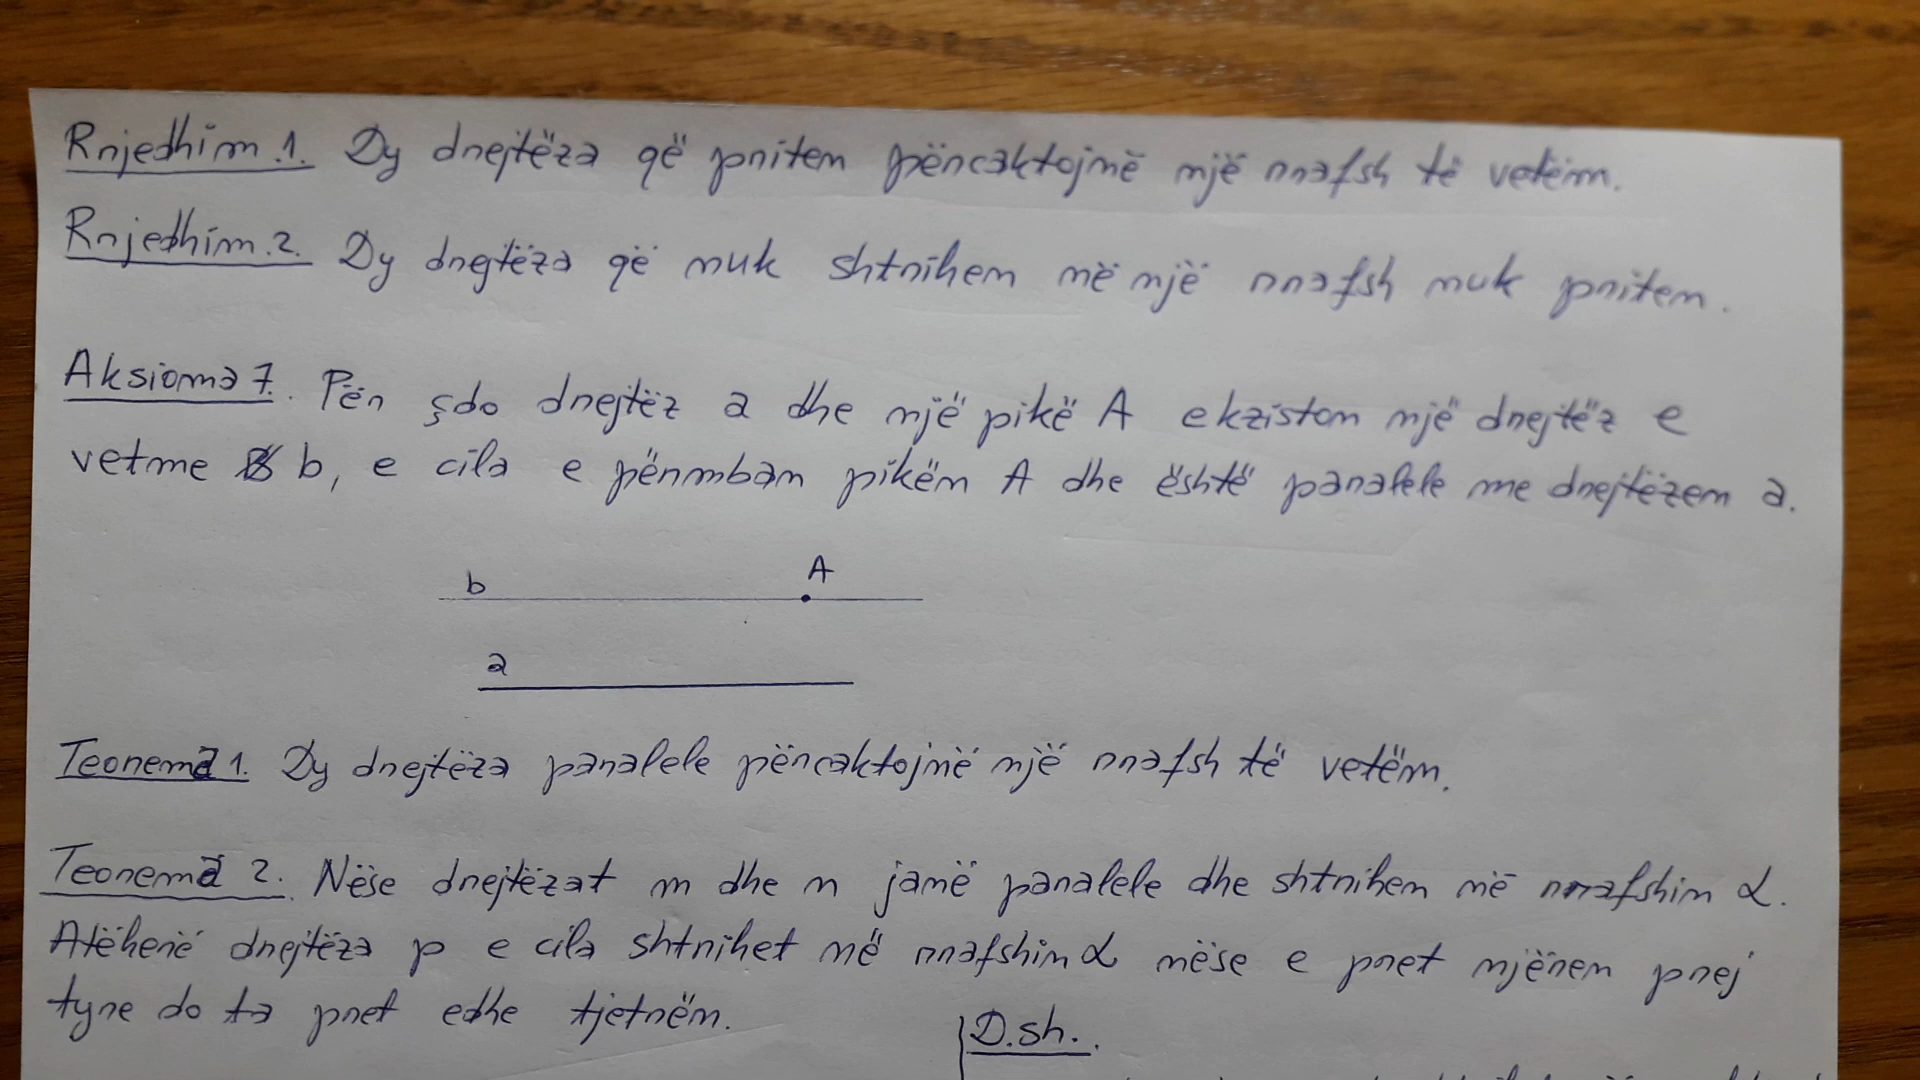 Rrjedhim.1. Dy drejtëza që priten përcaktojnë një rrafsh të vetëm.
Rrjedhim.2. Dy drejtëza që nuk shtrihen në një rrafsh nuk priten.
Aksioma 7. Për çdo drejtëz a dhe një pikë A ekziston një drejtëz e
vetme b, e cila e përmban pikën A dhe është paralele me drejtëzen a.
b A
a
Teorema 1. Dy drejtëza paralele përcaktojnë një rrafsh të vetëm.
Teorema 2. Nëse drejtëzat m dhe n janë paralele dhe shtrihen në rrafshin α.
Atëherë drejtëza p e cila shtrihet në rrafshin α nëse e pret njëren prej
tyne do ta pret edhe tjetrën.
D.sh.